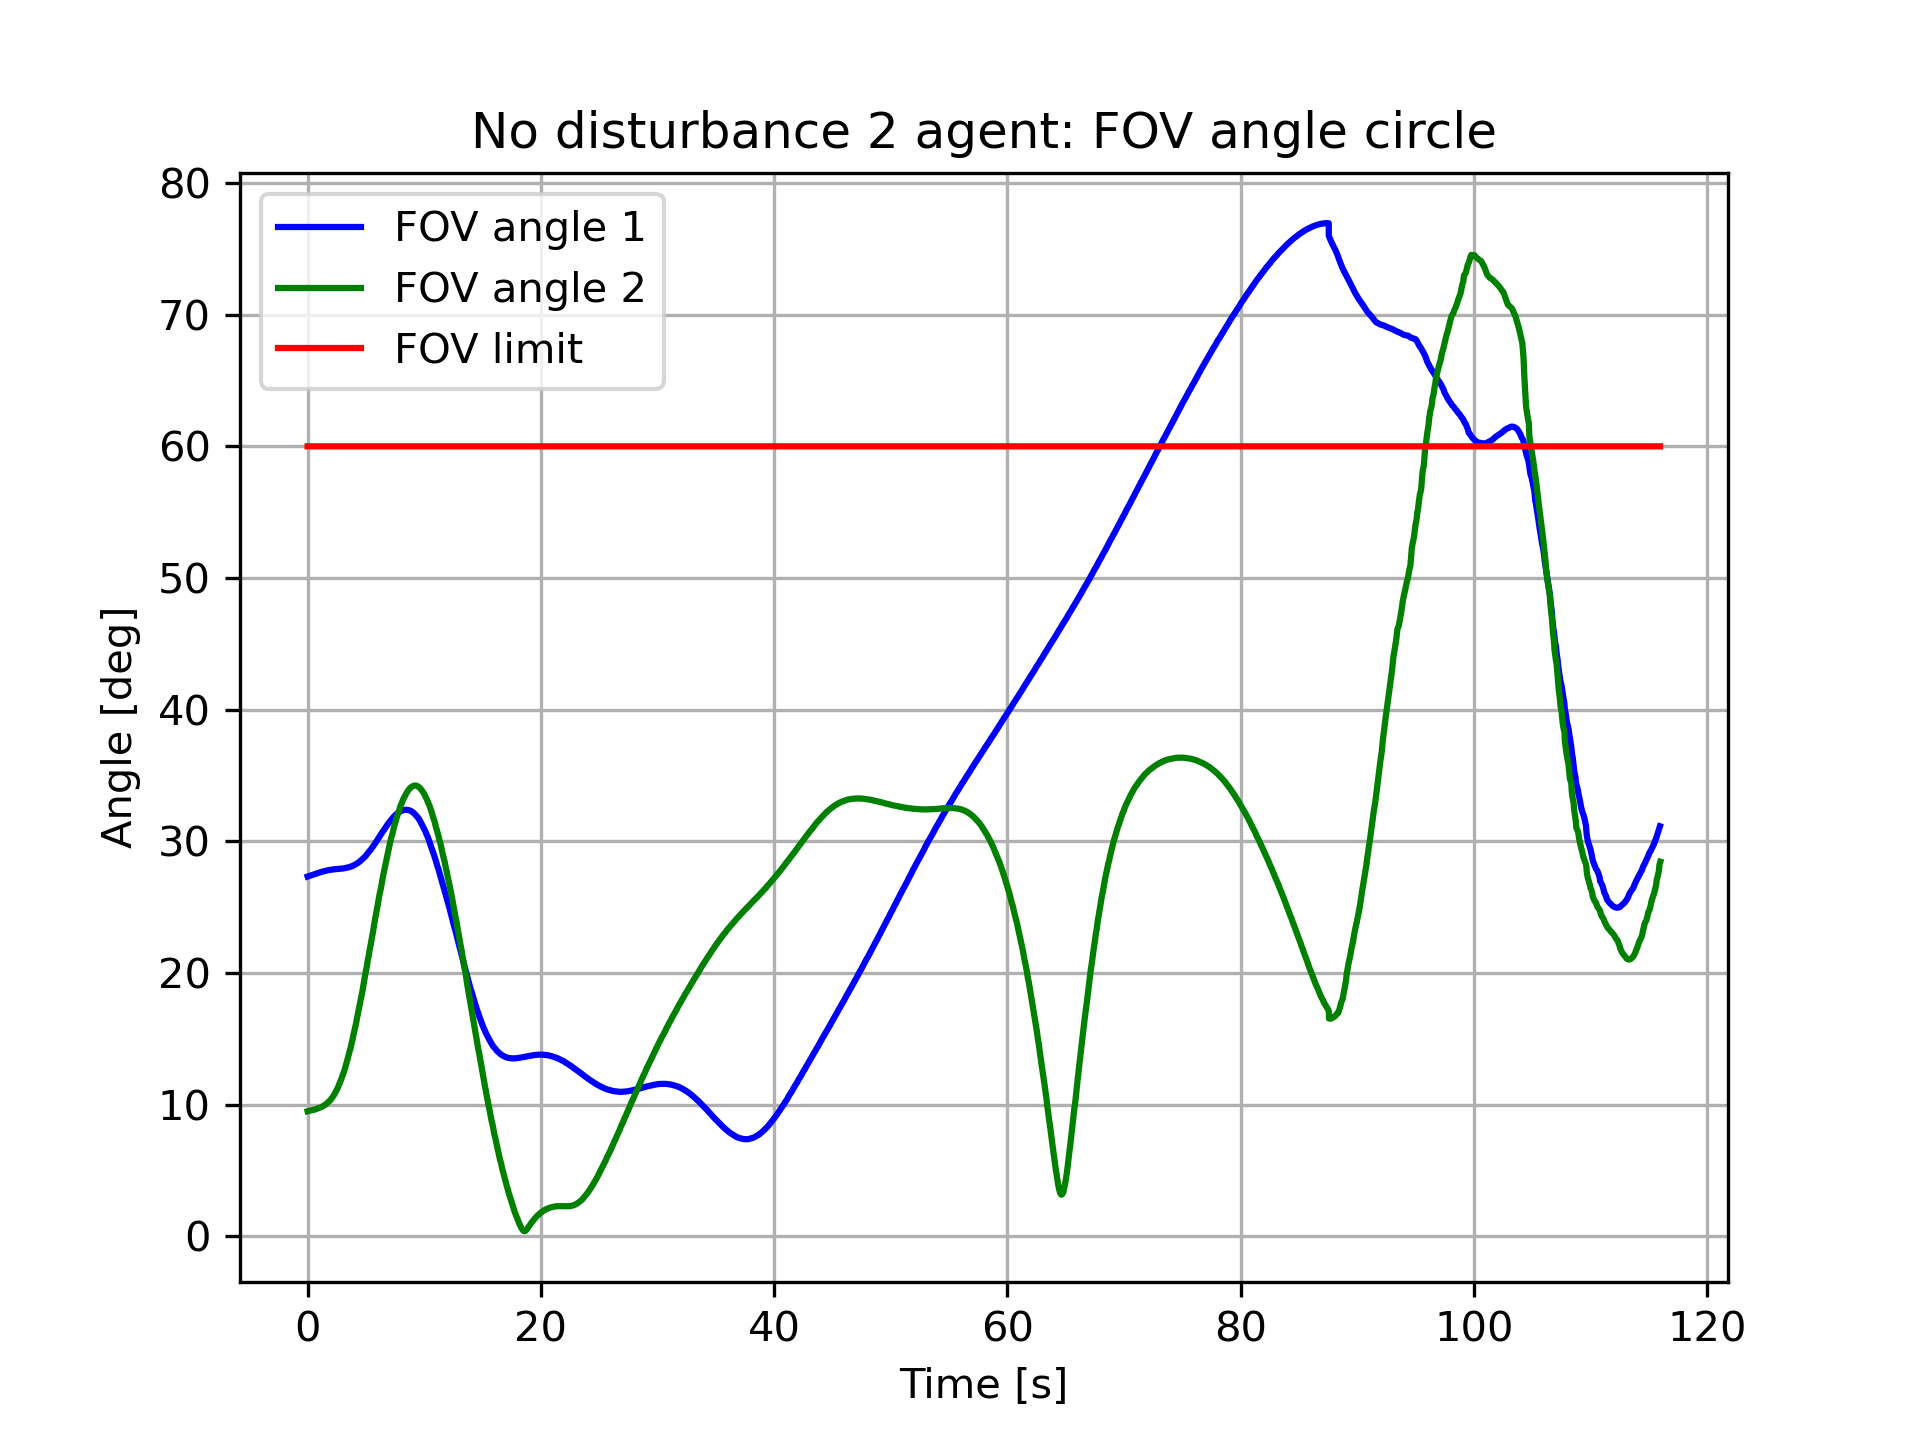 No disturbance 2 agent: FOV angle circle
FOV angle 1
FOV angle 2
FOV limit
Angle [deg]
80
70
60
50
40
30
20
10
0
0 20 40 60 80 100 120
Time [s]